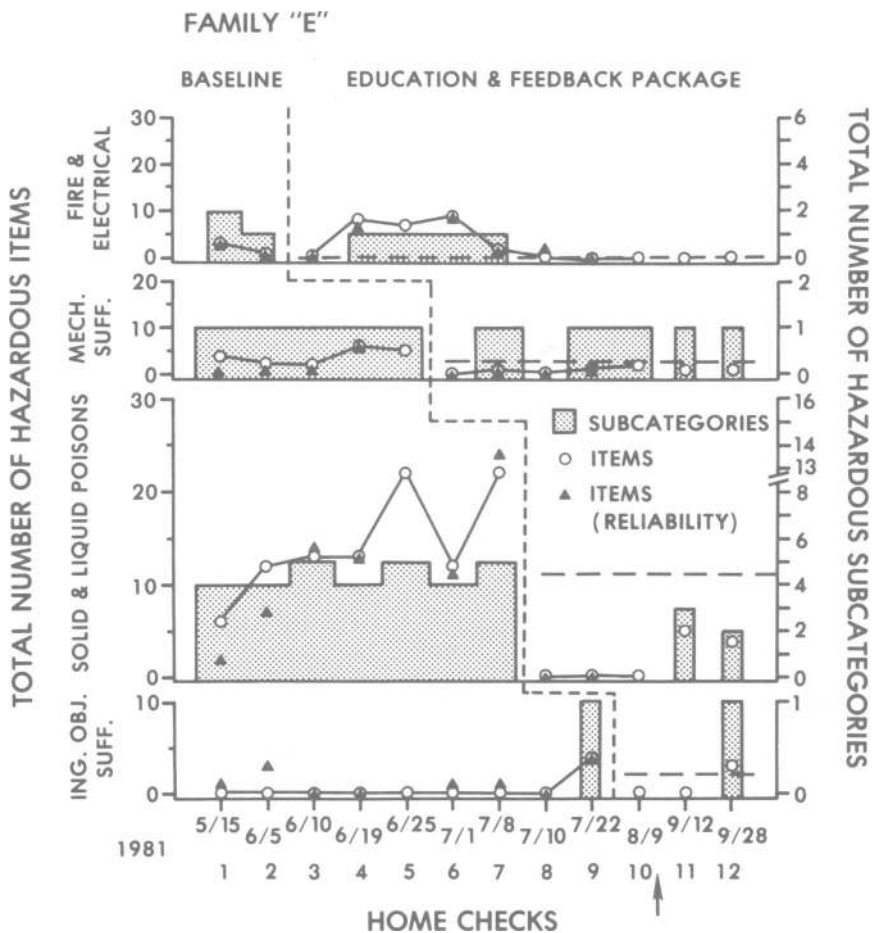 FAMILY "E"
BASELINE
EDUCATION & FEEDBACK PACKAGE
TOTAL NUMBER OF HAZARDOUS ITEMS
FIRE &
ELECTRICAL
30
20
10
0
6
4
2
0
MECH.
SUFF.
20
10
0
2
1
0
SOLID & LIQUID POISONS
30
20
10
0
16
14
13
8
6
4
2
0
SUBCATEGORIES
ITEMS
ITEMS
(RELIABILITY)
ING. OBJ.
SUFF.
10
0
1
0
TOTAL NUMBER OF HAZARDOUS SUBCATEGORIES
1981
5/15 6/5 6/10 6/19 6/25 7/1 7/8 7/10 7/22 8/9 9/12 9/28
1 2 3 4 5 6 7 8 9 10 11 12
HOME CHECKS